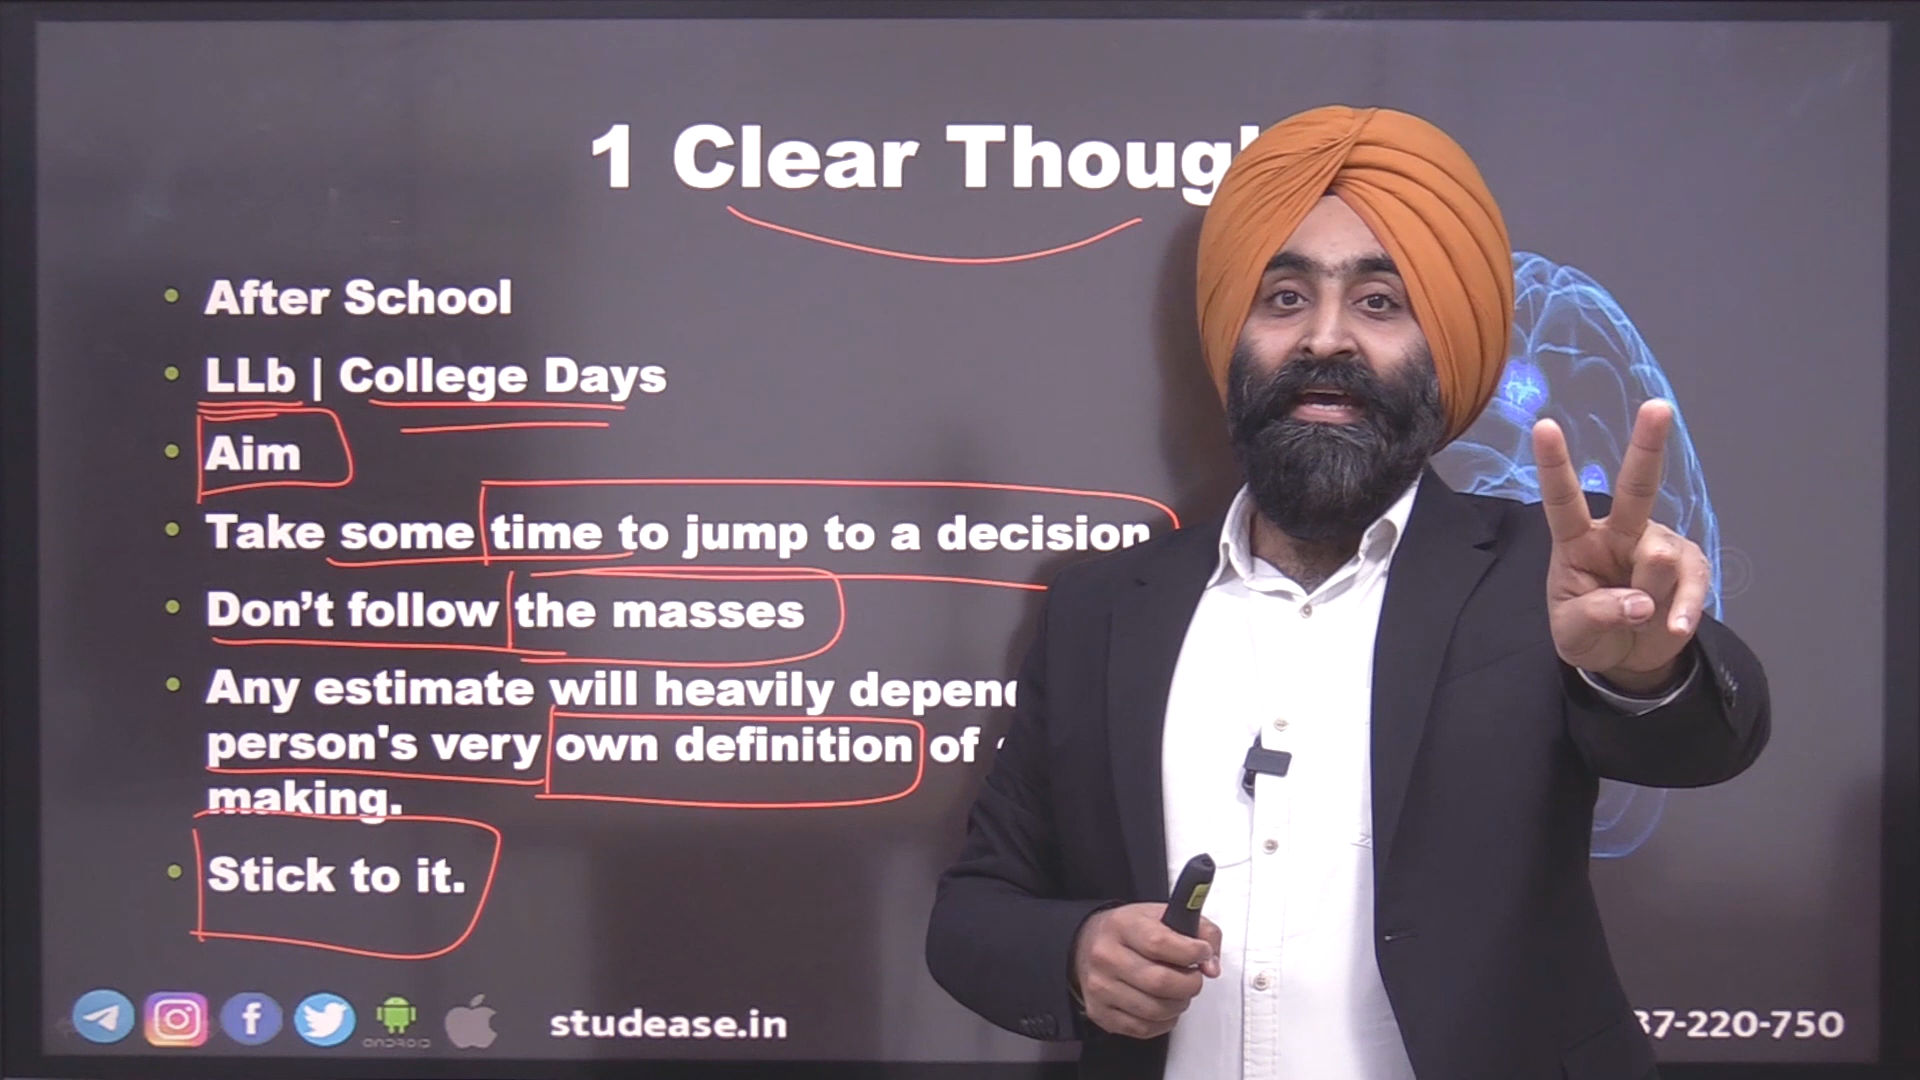 1 Clear Thoug
After School
LLb | College Days
Aim
Take some time to jump to a decision
Don’t follow the masses
Any estimate will heavily depend
person's very own definition of
making.
Stick to it.
ANDROID
studease.in
37-220-750